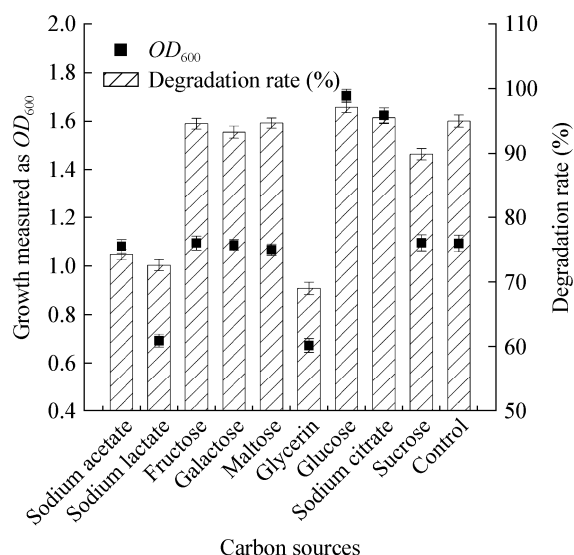 Growth measured as OD600
2.0
1.8
1.6
1.4
1.2
1.0
0.8
0.6
0.4
OD600
Degradation rate (%)
110
100
90
80
70
60
50
Degradation rate (%)
Sodium acetate
Sodium lactate
Fructose
Galactose
Maltose
Glycerin
Glucose
Sodium citrate
Sucrose
Control
Carbon sources